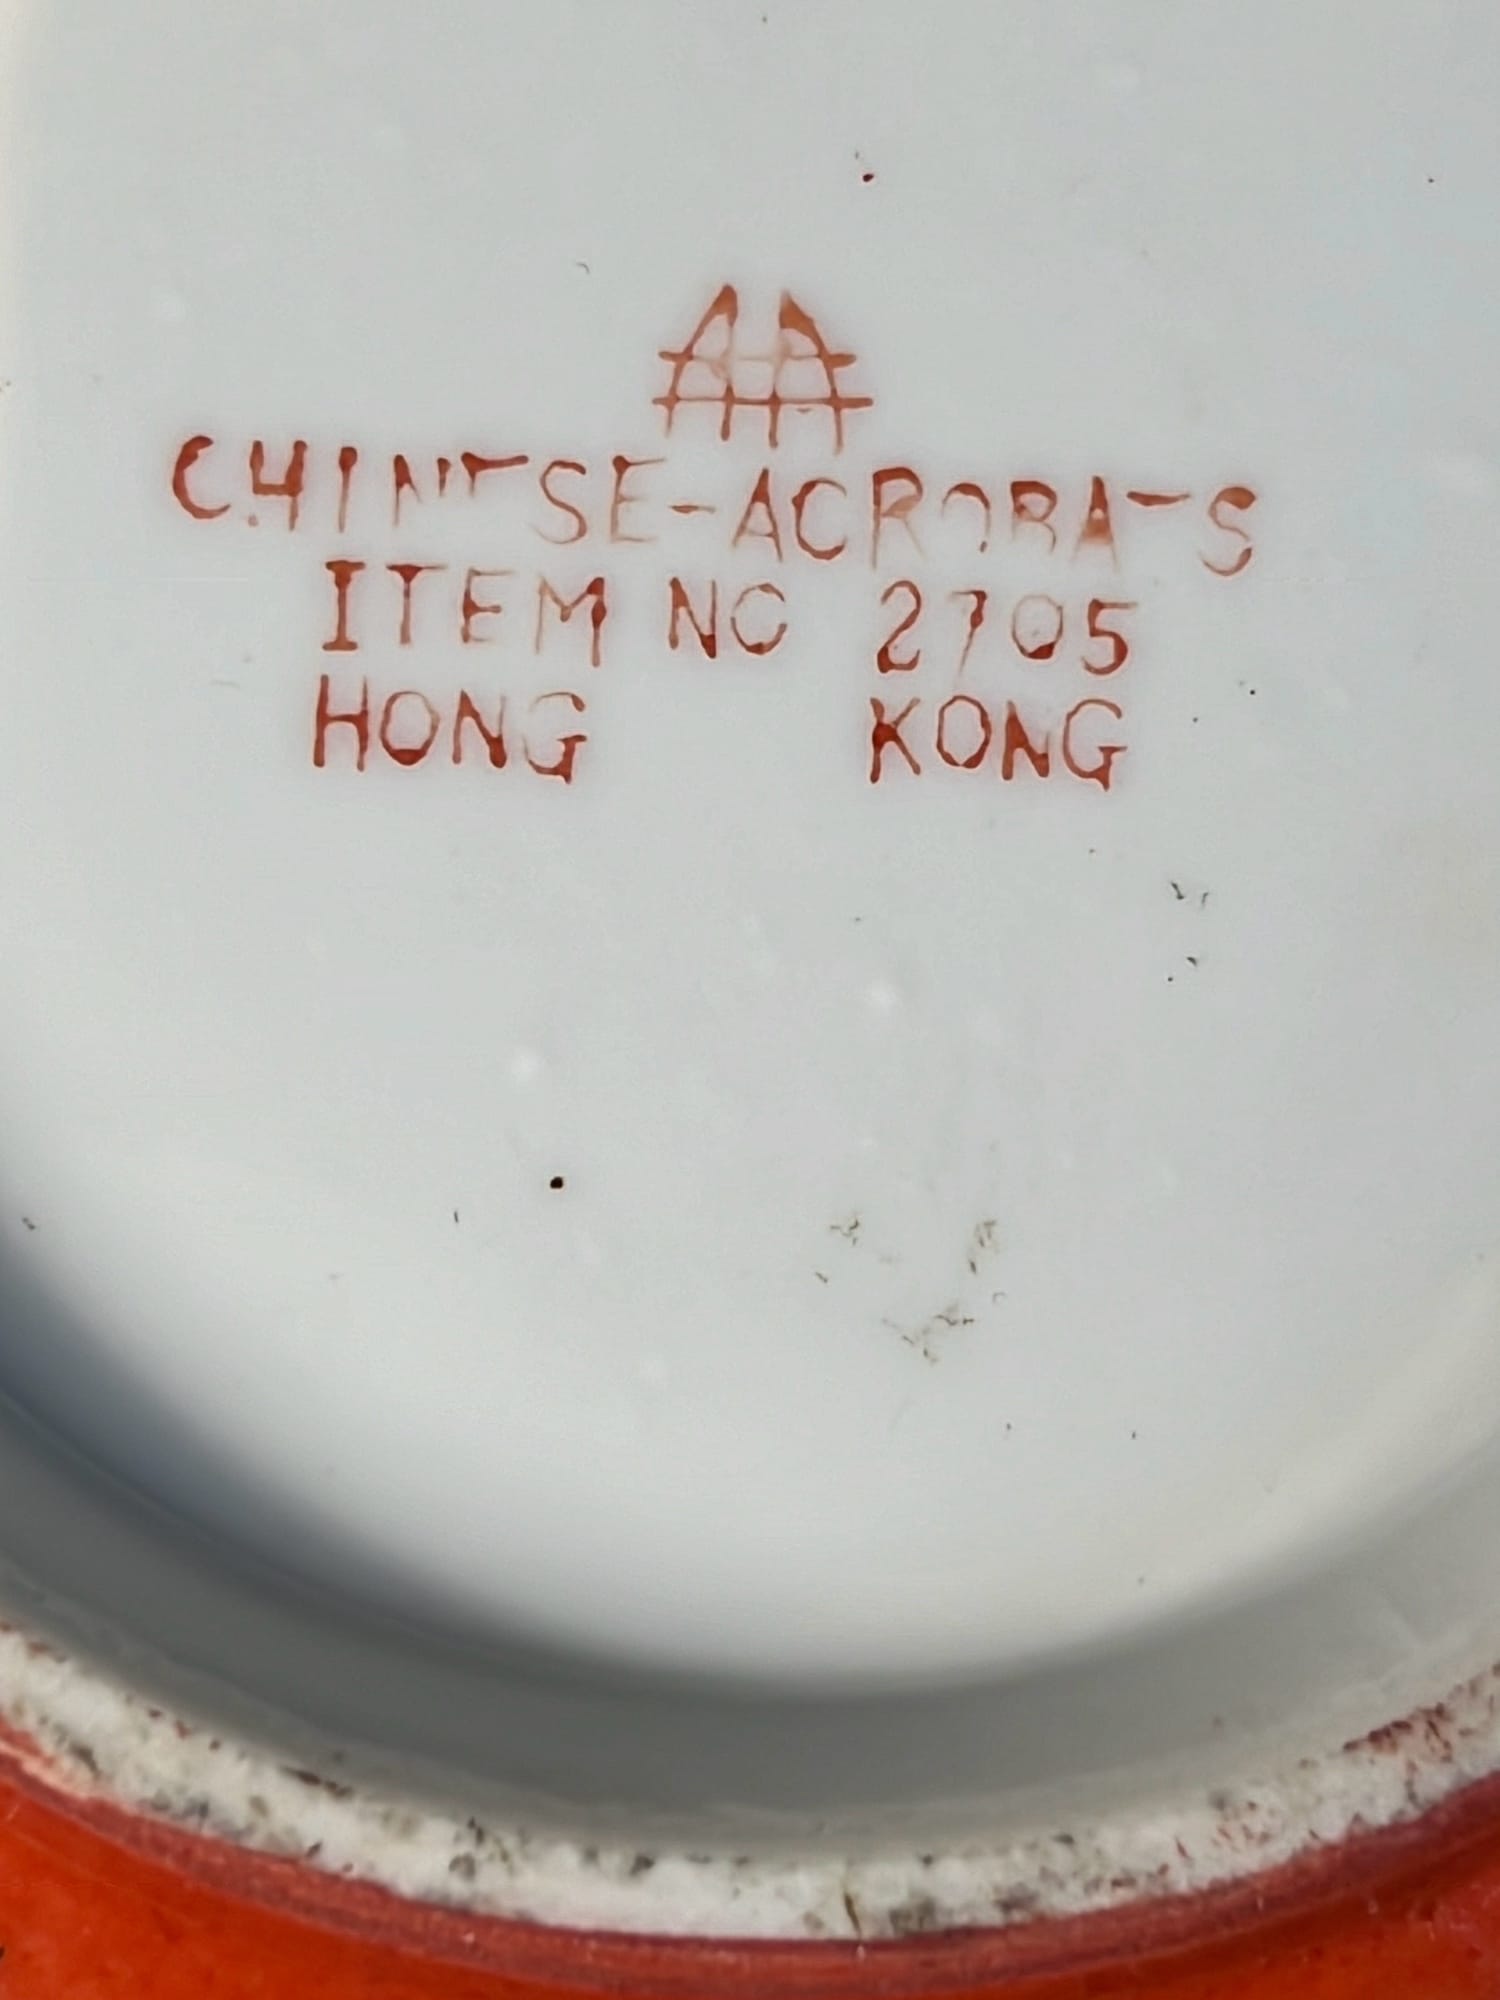 CHINESE-ACROBATS
ITEM NO 2705
HONG KONG